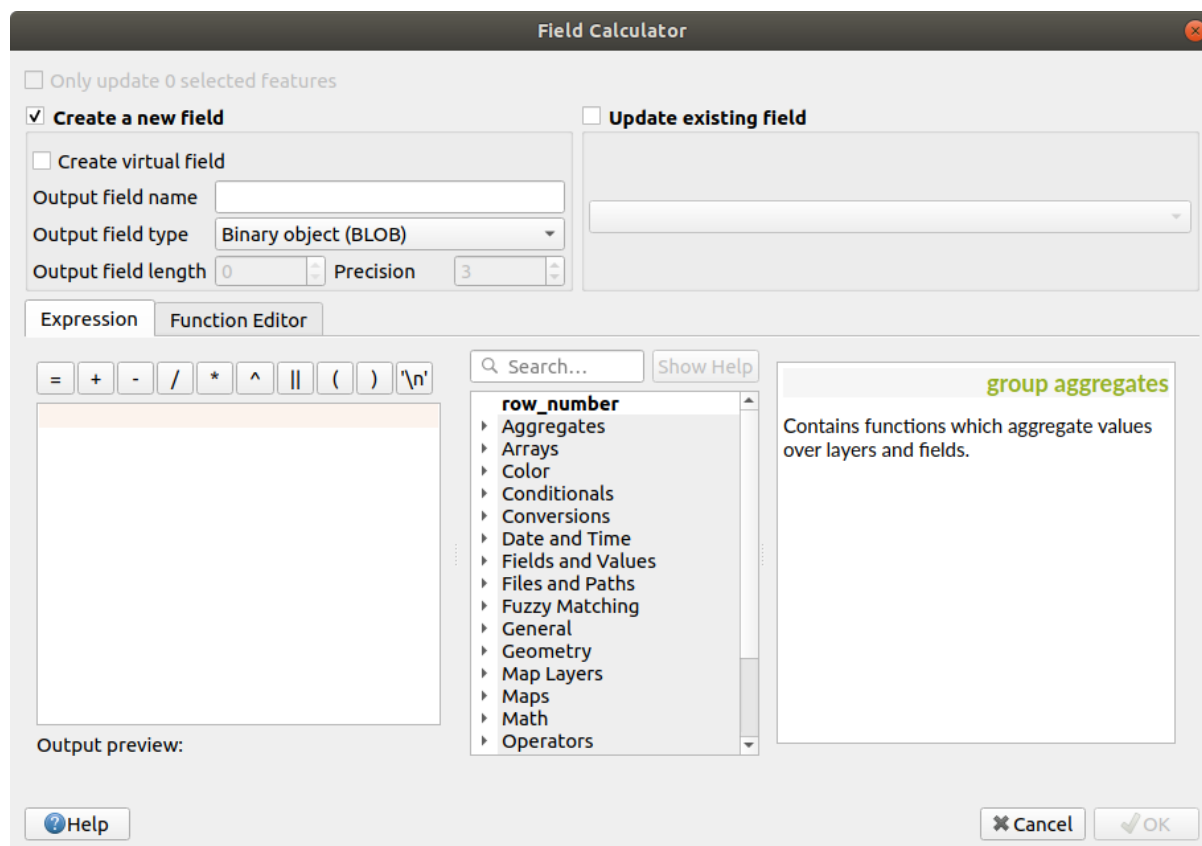 Field Calculator
Only update 0 selected features
Create a new field
Update existing field
Create virtual field
Output field name
Output field type Binary object (BLOB)
Output field length 0 Precision 3
Expression Function Editor
= + - / * ^ || ( ) '\n'
Search... Show Help
row_number
Aggregates
Arrays
Color
Conditionals
Conversions
Date and Time
Fields and Values
Files and Paths
Fuzzy Matching
General
Geometry
Map Layers
Maps
Math
Operators
group aggregates
Contains functions which aggregate values
over layers and fields.
Output preview:
Help
Cancel
OK